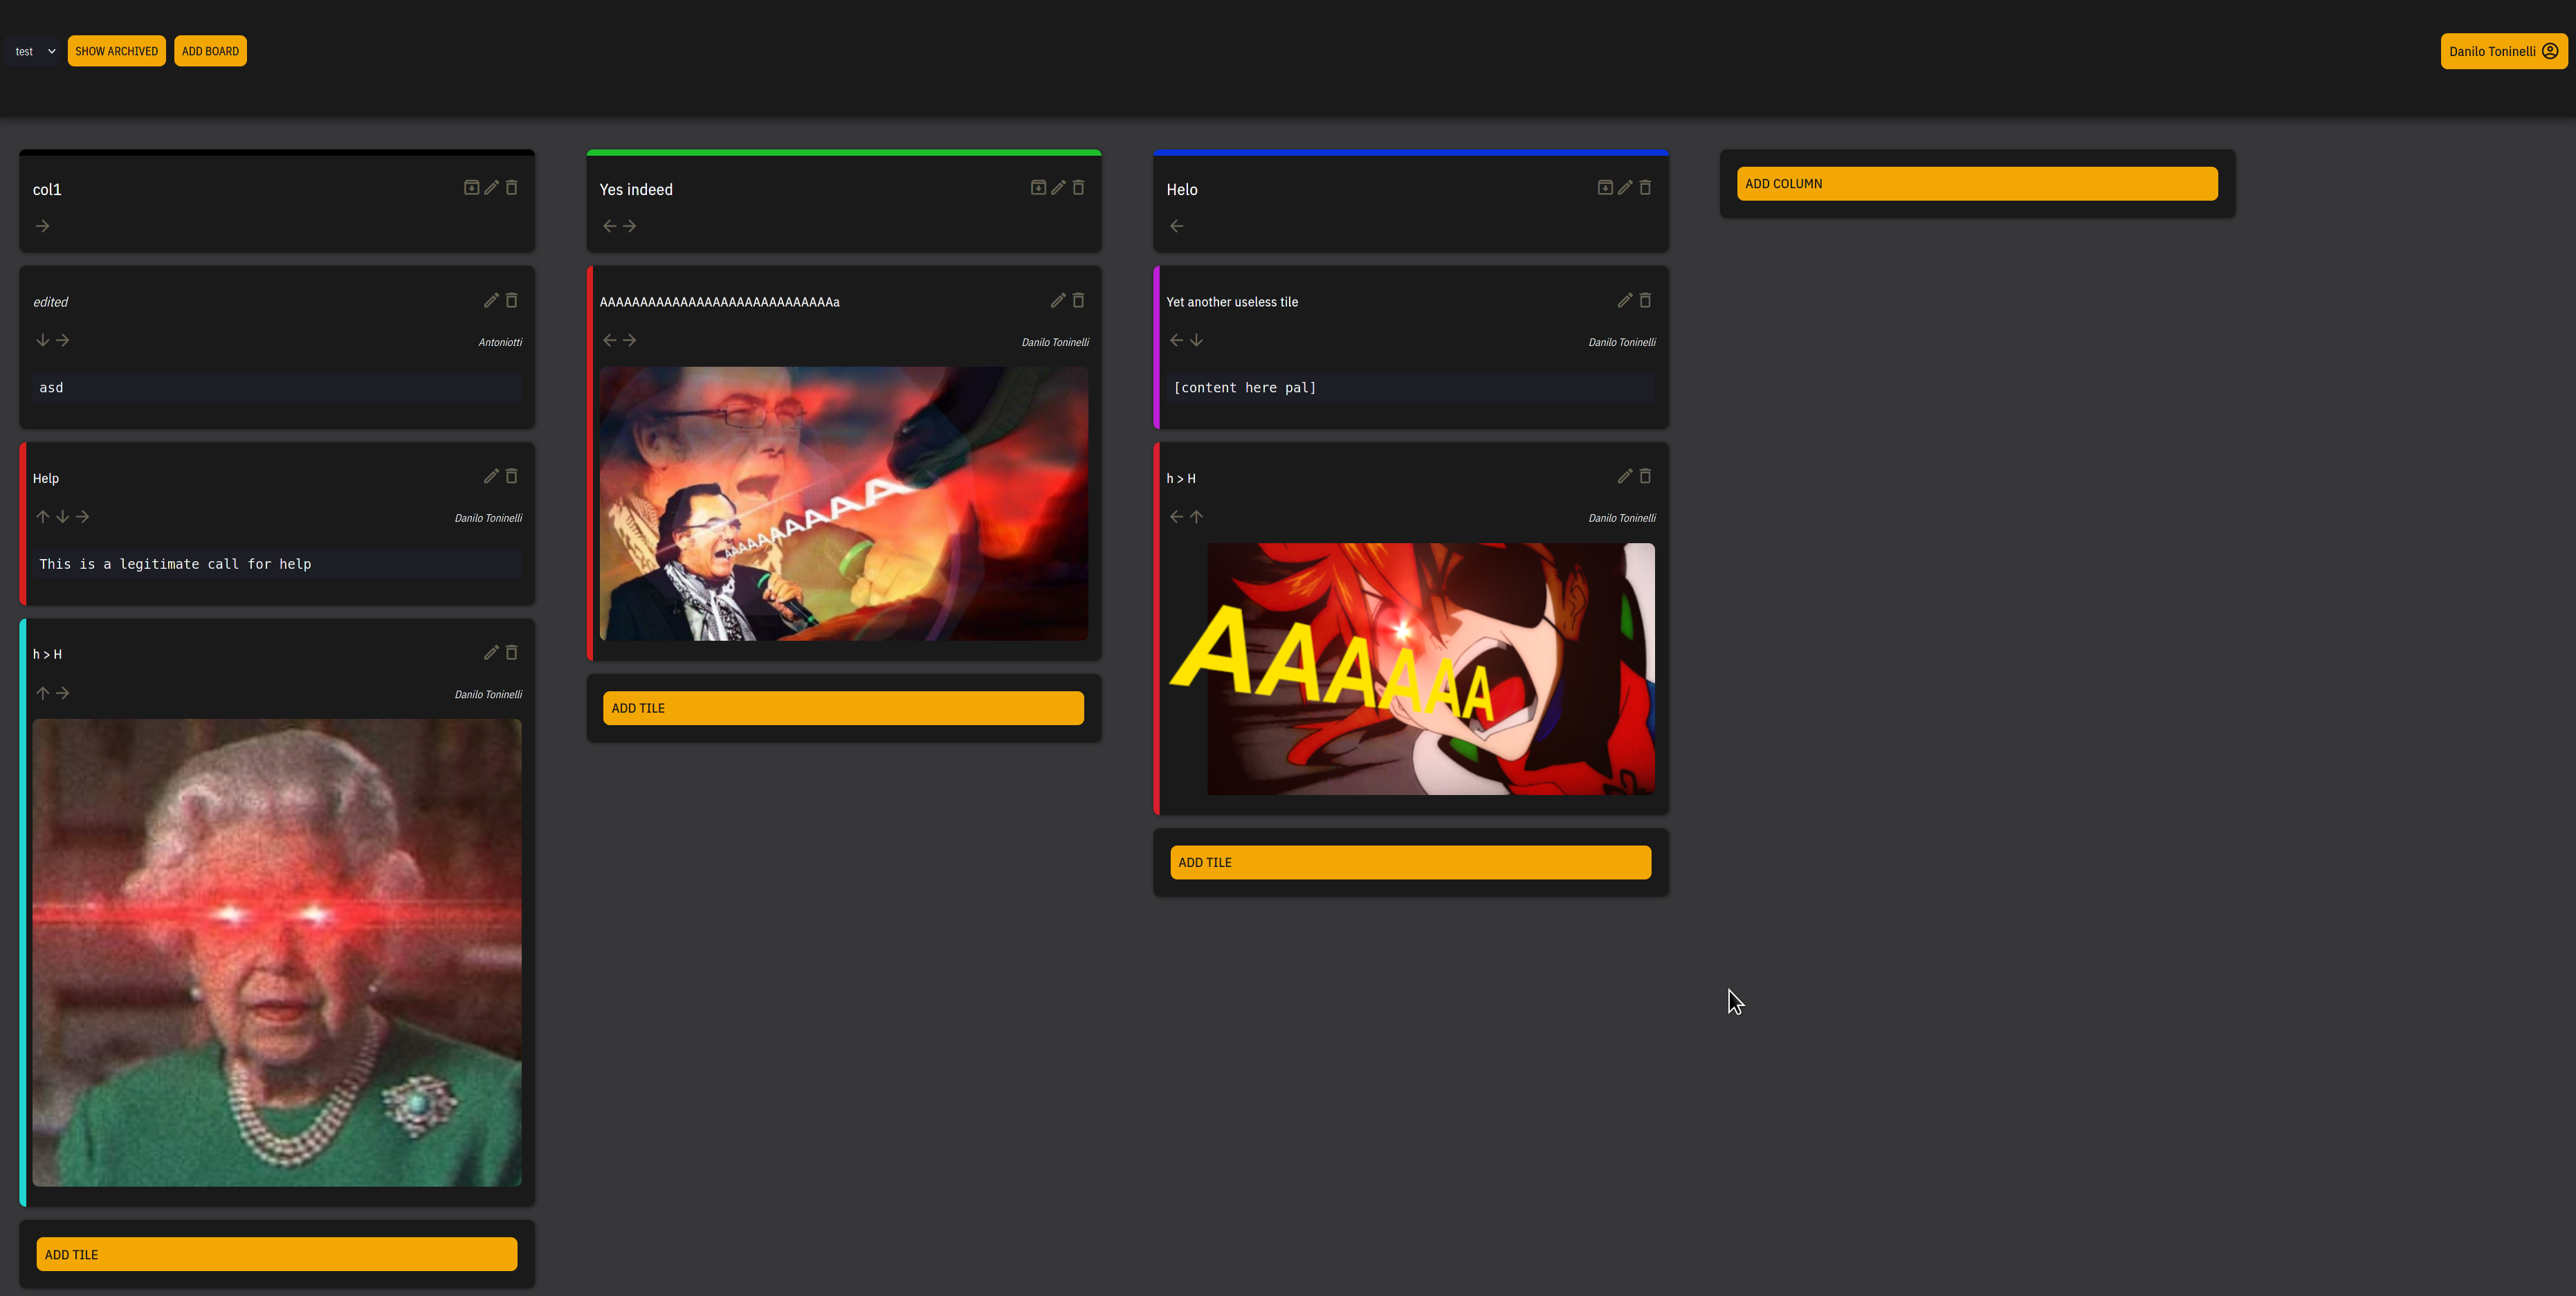 test
SHOW ARCHIVED
ADD BOARD
Danilo Toninelli
col1
edited
Antoniotti
asd
Help
Danilo Toninelli
This is a legitimate call for help
h > H
Danilo Toninelli
ADD TILE
Yes indeed
AAAAAAAAAAAAAAAAAAAAAAAAAAAAAa
Danilo Toninelli
AAAAAAAAAA
ADD TILE
Helo
Yet another useless tile
Danilo Toninelli
[content here pal]
h > H
Danilo Toninelli
AAAAAA
ADD TILE
ADD COLUMN